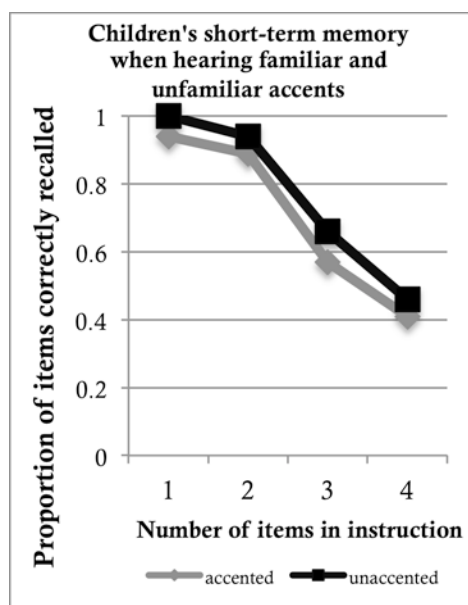 Children's short-term memory
when hearing familiar and
unfamiliar accents
Proportion of items correctly recalled
1
0.8
0.6
0.4
0.2
0
1 2 3 4
Number of items in instruction
accented unaccented